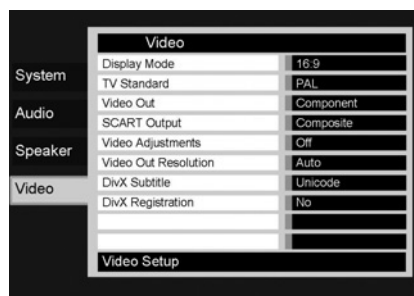 System
Audio
Speaker
Video
Video
Display Mode 16:9
TV Standard PAL
Video Out Component
SCART Output Composite
Video Adjustments Off
Video Out Resolution Auto
DivX Subtitle Unicode
DivX Registration No
Video Setup